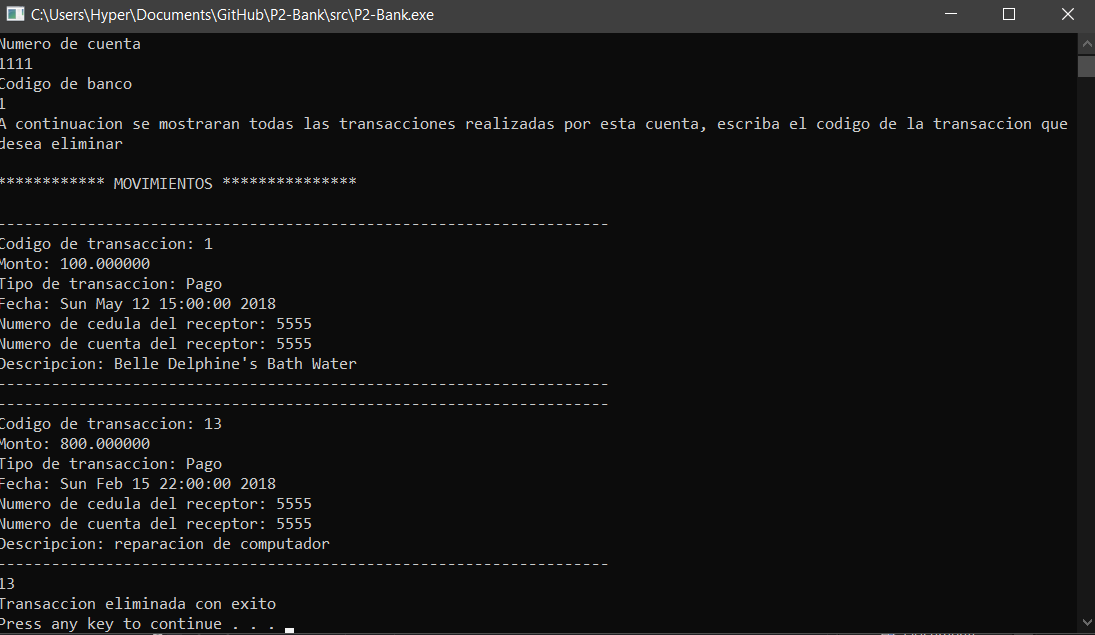 C:\Users\Hyper\Documents\GitHub\P2-Bank\src\P2-Bank.exe
Numero de cuenta
1111
Codigo de banco
1
A continuacion se mostraran todas las transacciones realizadas por esta cuenta, escriba el codigo de la transaccion que
desea eliminar
************ MOVIMIENTOS ***************
--------------------------------------------------------------------
Codigo de transaccion: 1
Monto: 100.000000
Tipo de transaccion: Pago
Fecha: Sun May 12 15:00:00 2018
Numero de cedula del receptor: 5555
Numero de cuenta del receptor: 5555
Descripcion: Belle Delphine's Bath Water
--------------------------------------------------------------------
--------------------------------------------------------------------
Codigo de transaccion: 13
Monto: 800.000000
Tipo de transaccion: Pago
Fecha: Sun Feb 15 22:00:00 2018
Numero de cedula del receptor: 5555
Numero de cuenta del receptor: 5555
Descripcion: reparacion de computador
--------------------------------------------------------------------
13
Transaccion eliminada con exito
Press any key to continue . . .